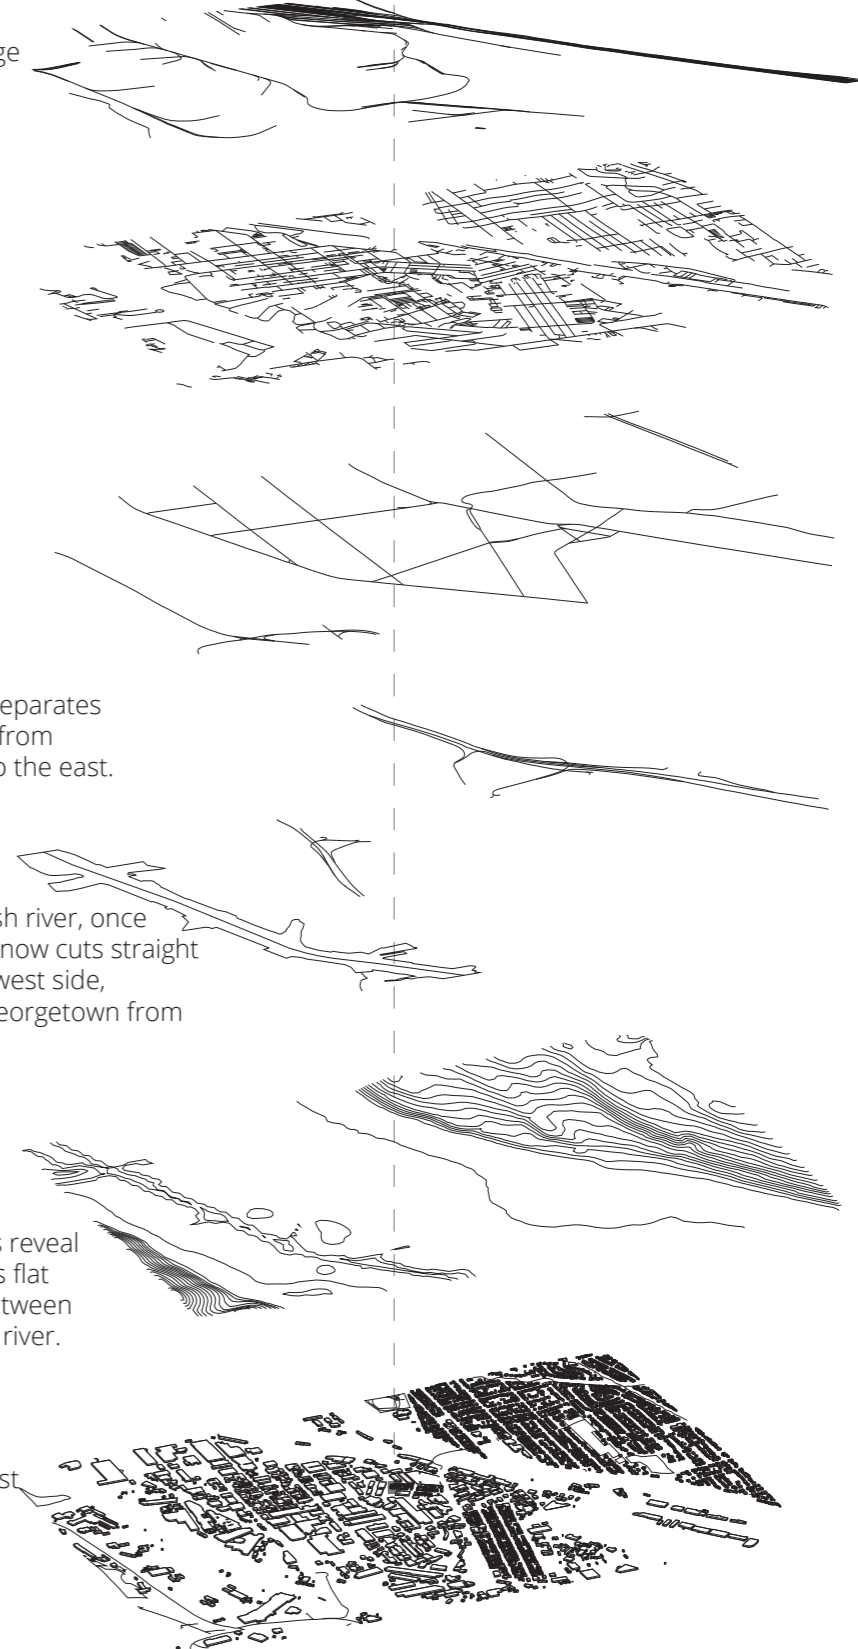 ge
eparates
from
o the east.
sh river, once
now cuts straight
west side,
eorgetown from
s reveal
s flat
tween
river.
st